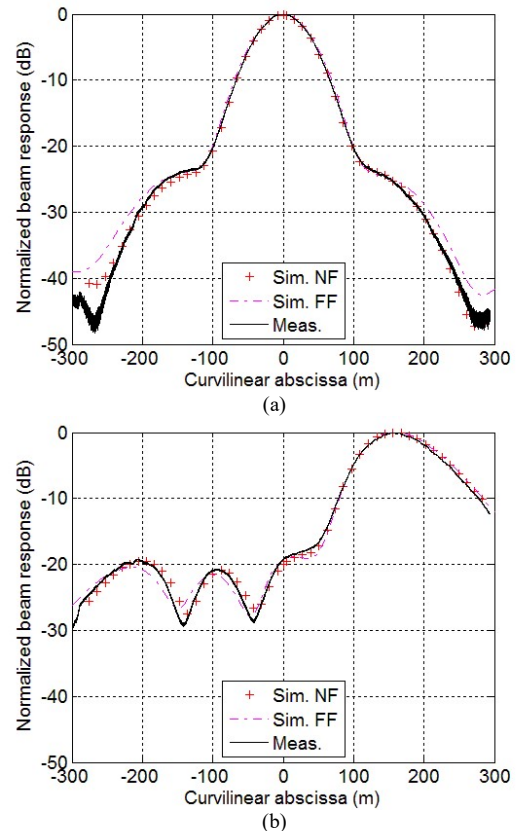 Normalized beam response (dB)
0
-10
-20
-30
-40
-50
Sim. NF
Sim. FF
Meas.
-300 -200 -100 0 100 200 300
Curvilinear abscissa (m)
(a)
Normalized beam response (dB)
0
-10
-20
-30
-40
-50
Sim. NF
Sim. FF
Meas.
-300 -200 -100 0 100 200 300
Curvilinear abscissa (m)
(b)